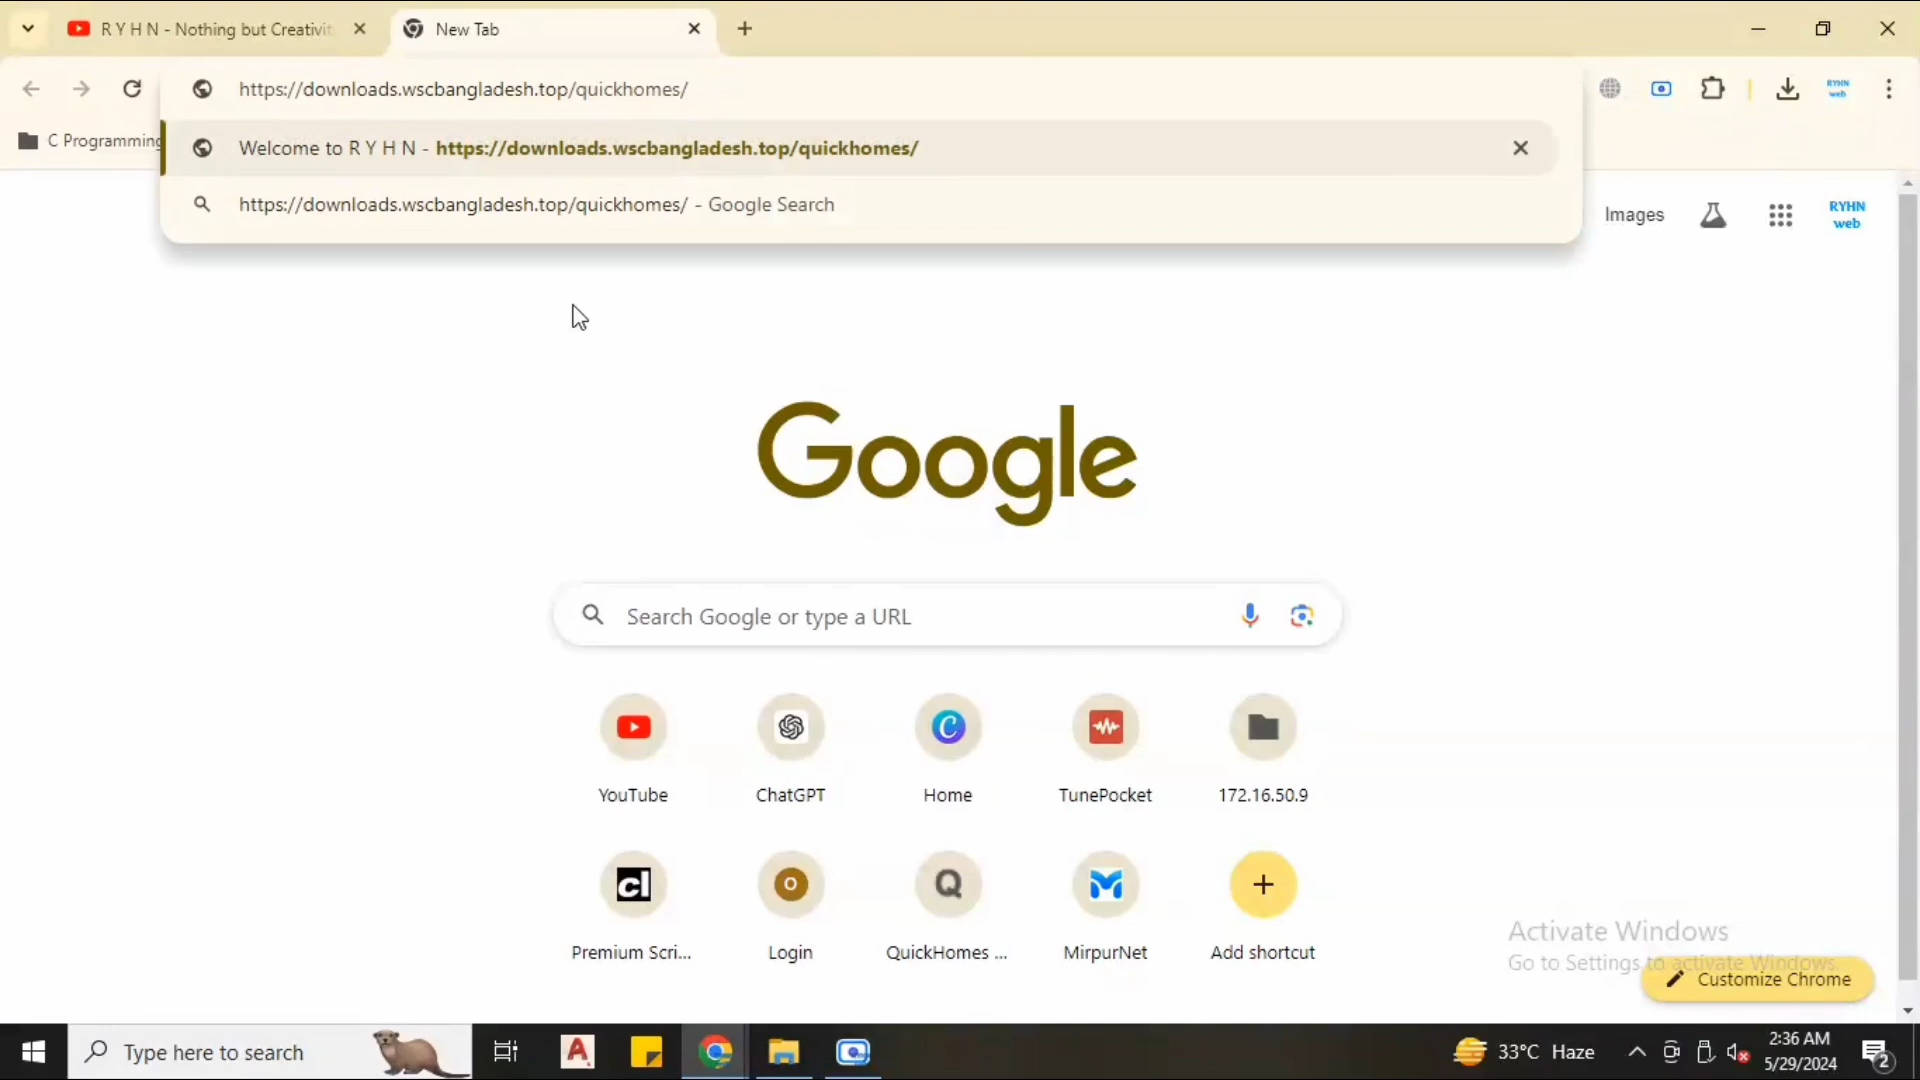 R Y H N - Nothing but Creativit
New Tab
https://downloads.wscbangladesh.top/quickhomes/
RYHN
web
C Programming
Welcome to R Y H N - https://downloads.wscbangladesh.top/quickhomes/
https://downloads.wscbangladesh.top/quickhomes/ - Google Search
Images
RYHN
web
Google
Search Google or type a URL
YouTube
ChatGPT
Home
TunePocket
172.16.50.9
Premium Scri...
Login
QuickHomes ...
MirpurNet
Add shortcut
Activate Windows
Go to Settings to activate Windows.
Customize Chrome
Type here to search
33°C Haze
2:36 AM
5/29/2024
2